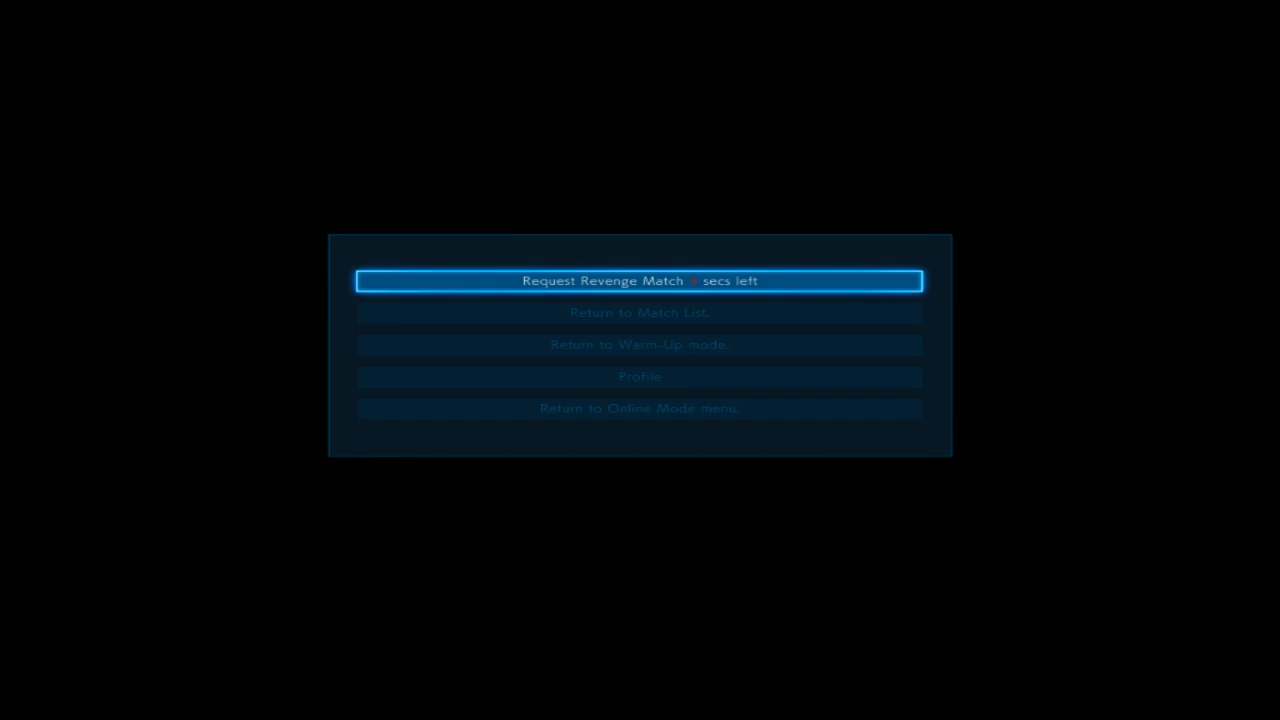 Request Revenge Match secs left
Return to Match List.
Return to Warm-Up mode.
Profile
Return to Online Mode menu.